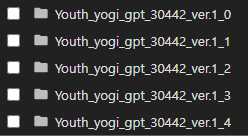 Youth_yogi_gpt_30442_ver.1_0
Youth_yogi_gpt_30442_ver.1_1
Youth_yogi_gpt_30442_ver.1_2
Youth_yogi_gpt_30442_ver.1_3
Youth_yogi_gpt_30442_ver.1_4